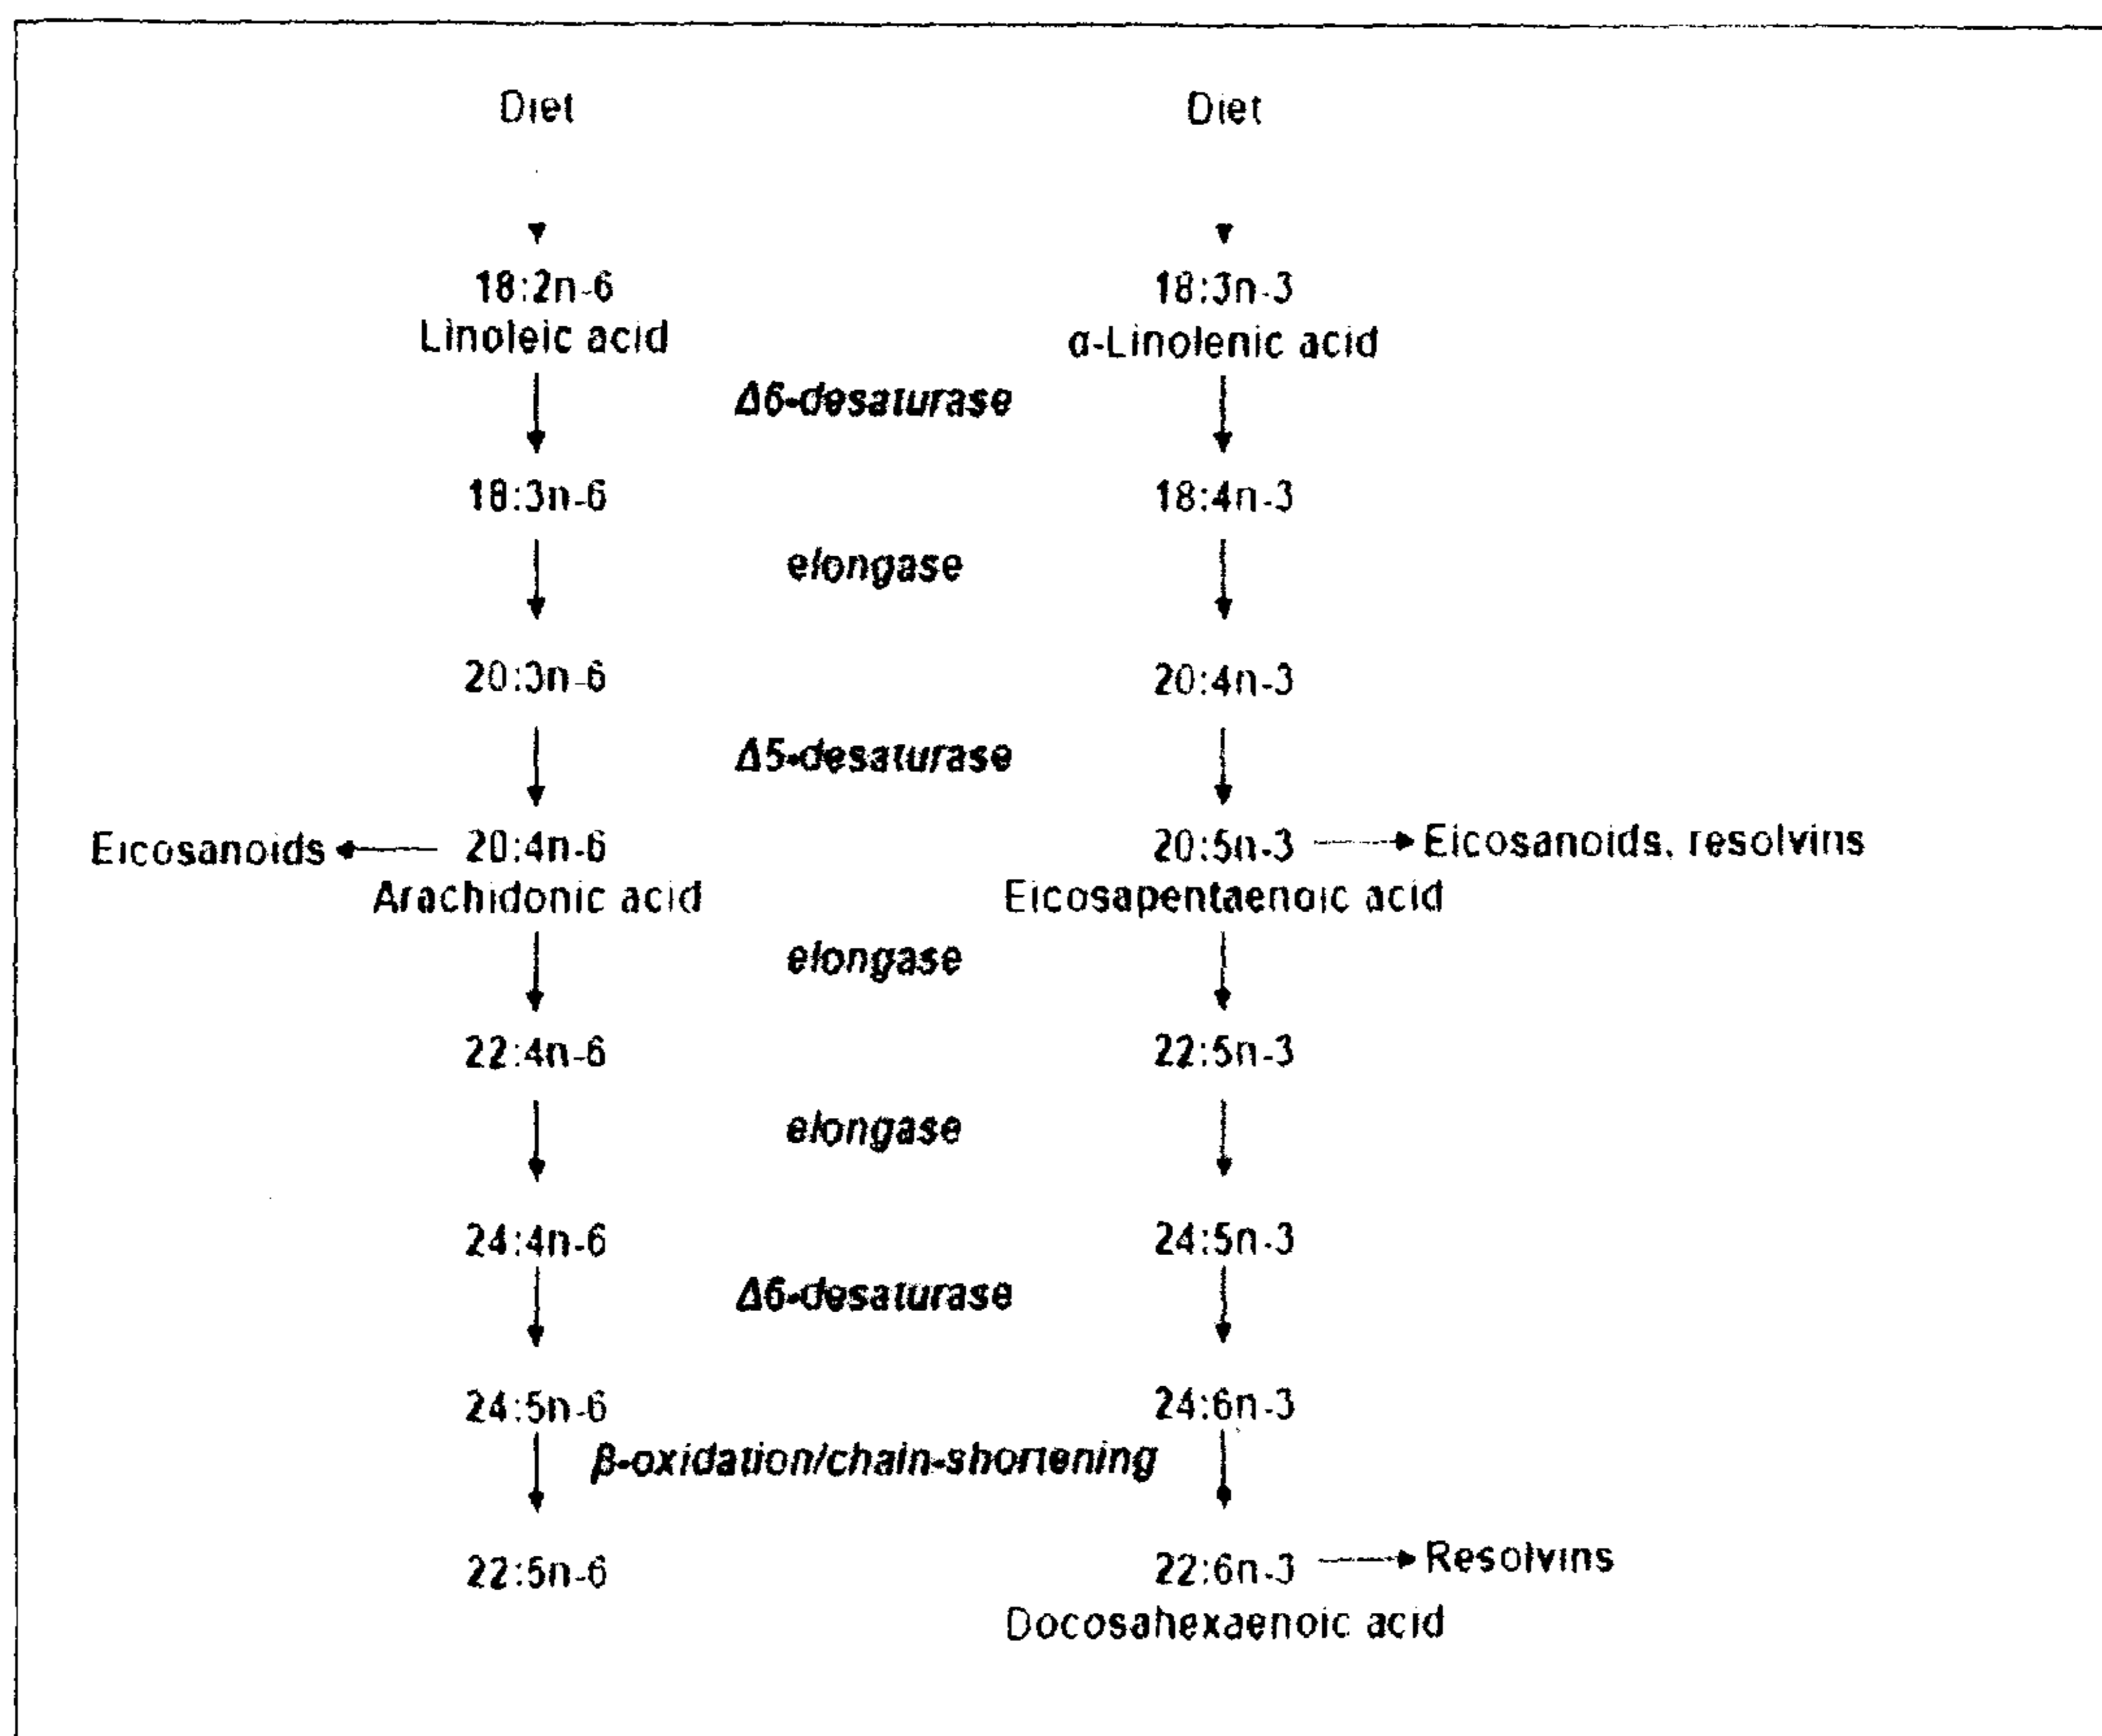 Diet Diet
18:2n-6 18:3n-3
Linoleic acid α-Linolenic acid
Δ6-desaturase
18:3n-6 18:4n-3
elongase
20:3n-6 20:4n-3
Δ5-desaturase
Eicosanoids 20:4n-6 20:5n-3 Eicosanoids, resolvins
Arachidonic acid Eicosapentaenoic acid
elongase
22:4n-6 22:5n-3
elongase
24:4n-6 24:5n-3
Δ6-desaturase
24:5n-6 24:6n-3
β-oxidation/chain-shortening
22:5n-6 22:6n-3 Resolvins
Docosahexaenoic acid